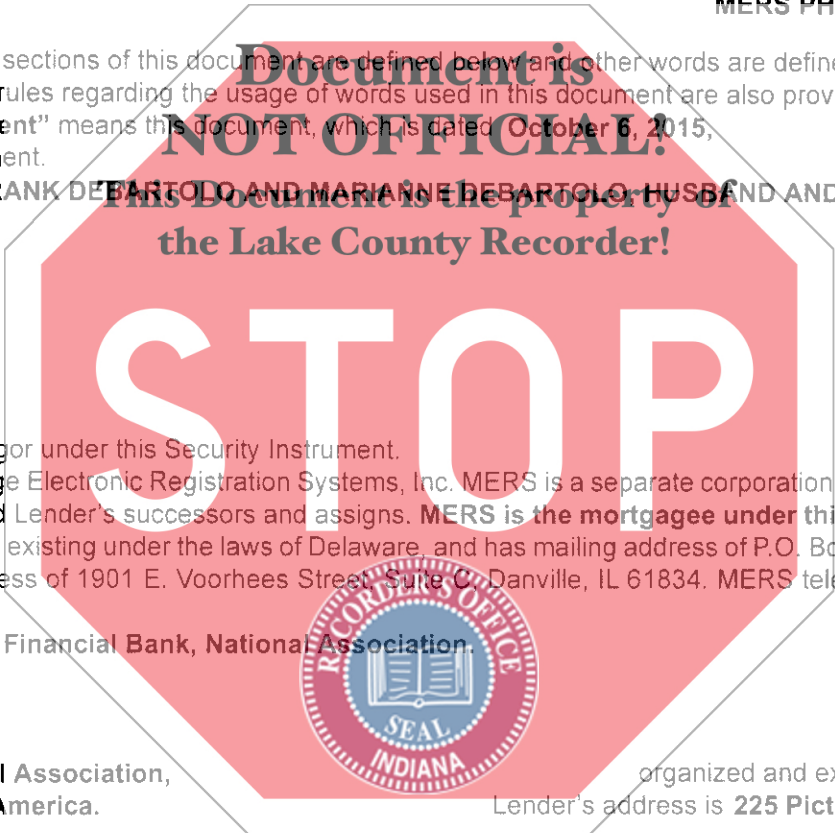 MERS PH
sections of this document are defined below and other words are define
Document is
rules regarding the usage of words used in this document are also prov
ent” means this document, which is dated October 6, 2015,
NOT OFFICIAL!
ent.
RANK DEBARTOLO AND MARIANNE DEBARTOLO, HUSBAND AND
This Document is the property of
the Lake County Recorder!
STOP
gor under this Security Instrument.
ge Electronic Registration Systems, Inc. MERS is a separate corporation
d Lender's successors and assigns. MERS is the mortgagee under thi
existing under the laws of Delaware, and has mailing address of P.O. Bo
ess of 1901 E. Voorhees Street, Suite C, Danville, IL 61834. MERS tele
RECORDER'S OFFICE
Financial Bank, National Association.
SEAL
INDIANA
l Association,
organized and ex
America.
Lender's address is 225 Pict